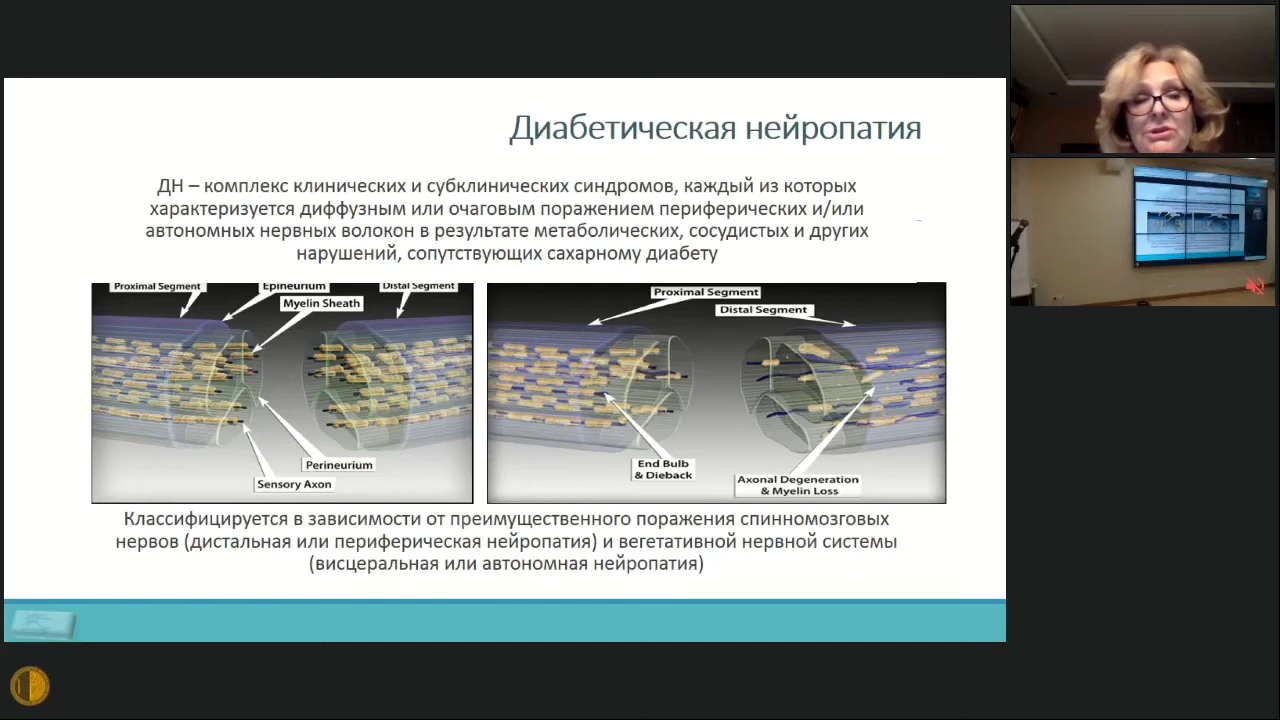 Диабетическая нейропатия
ДН – комплекс клинических и субклинических синдромов, каждый из которых
характеризуется диффузным или очаговым поражением периферических и/или
автономных нервных волокон в результате метаболических, сосудистых и других
нарушений, сопутствующих сахарному диабету
Proximal Segment
Epineurium
Distal Segment
Myelin Sheath
Perineurium
Sensory Axon
Proximal Segment
Distal Segment
End Bulb
& Dieback
Axonal Degeneration
& Myelin Loss
Классифицируется в зависимости от преимущественного поражения спинномозговых
нервов (дистальная или периферическая нейропатия) и вегетативной нервной системы
(висцеральная или автономная нейропатия)